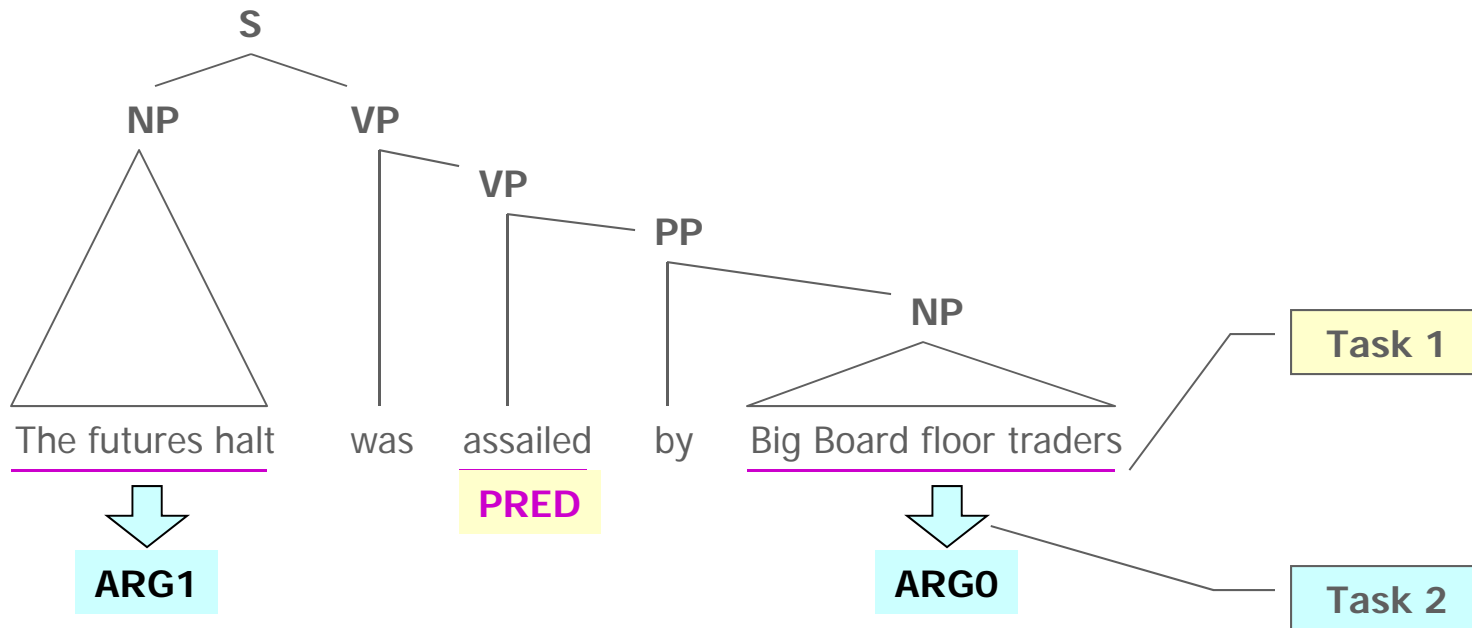 S
NP VP
VP
PP
NP
Task 1
The futures halt was assailed by Big Board floor traders
PRED
ARG1 ARG0
Task 2